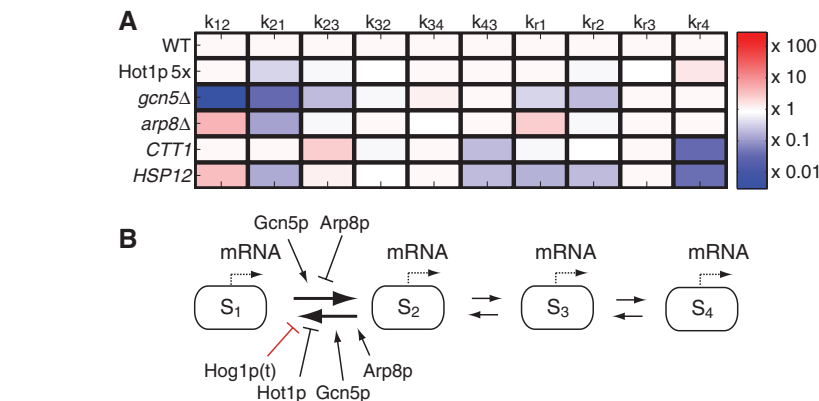 A
k12 k21 k23 k32 k34 k43 kr1 kr2 kr3 kr4
WT
Hot1p 5x
gcn5Δ
arp8Δ
CTT1
HSP12
x 100
x 10
x 1
x 0.1
x 0.01
B
Gcn5p Arp8p
mRNA mRNA mRNA mRNA
S1 S2 S3 S4
Hog1p(t) Arp8p
Hot1p Gcn5p